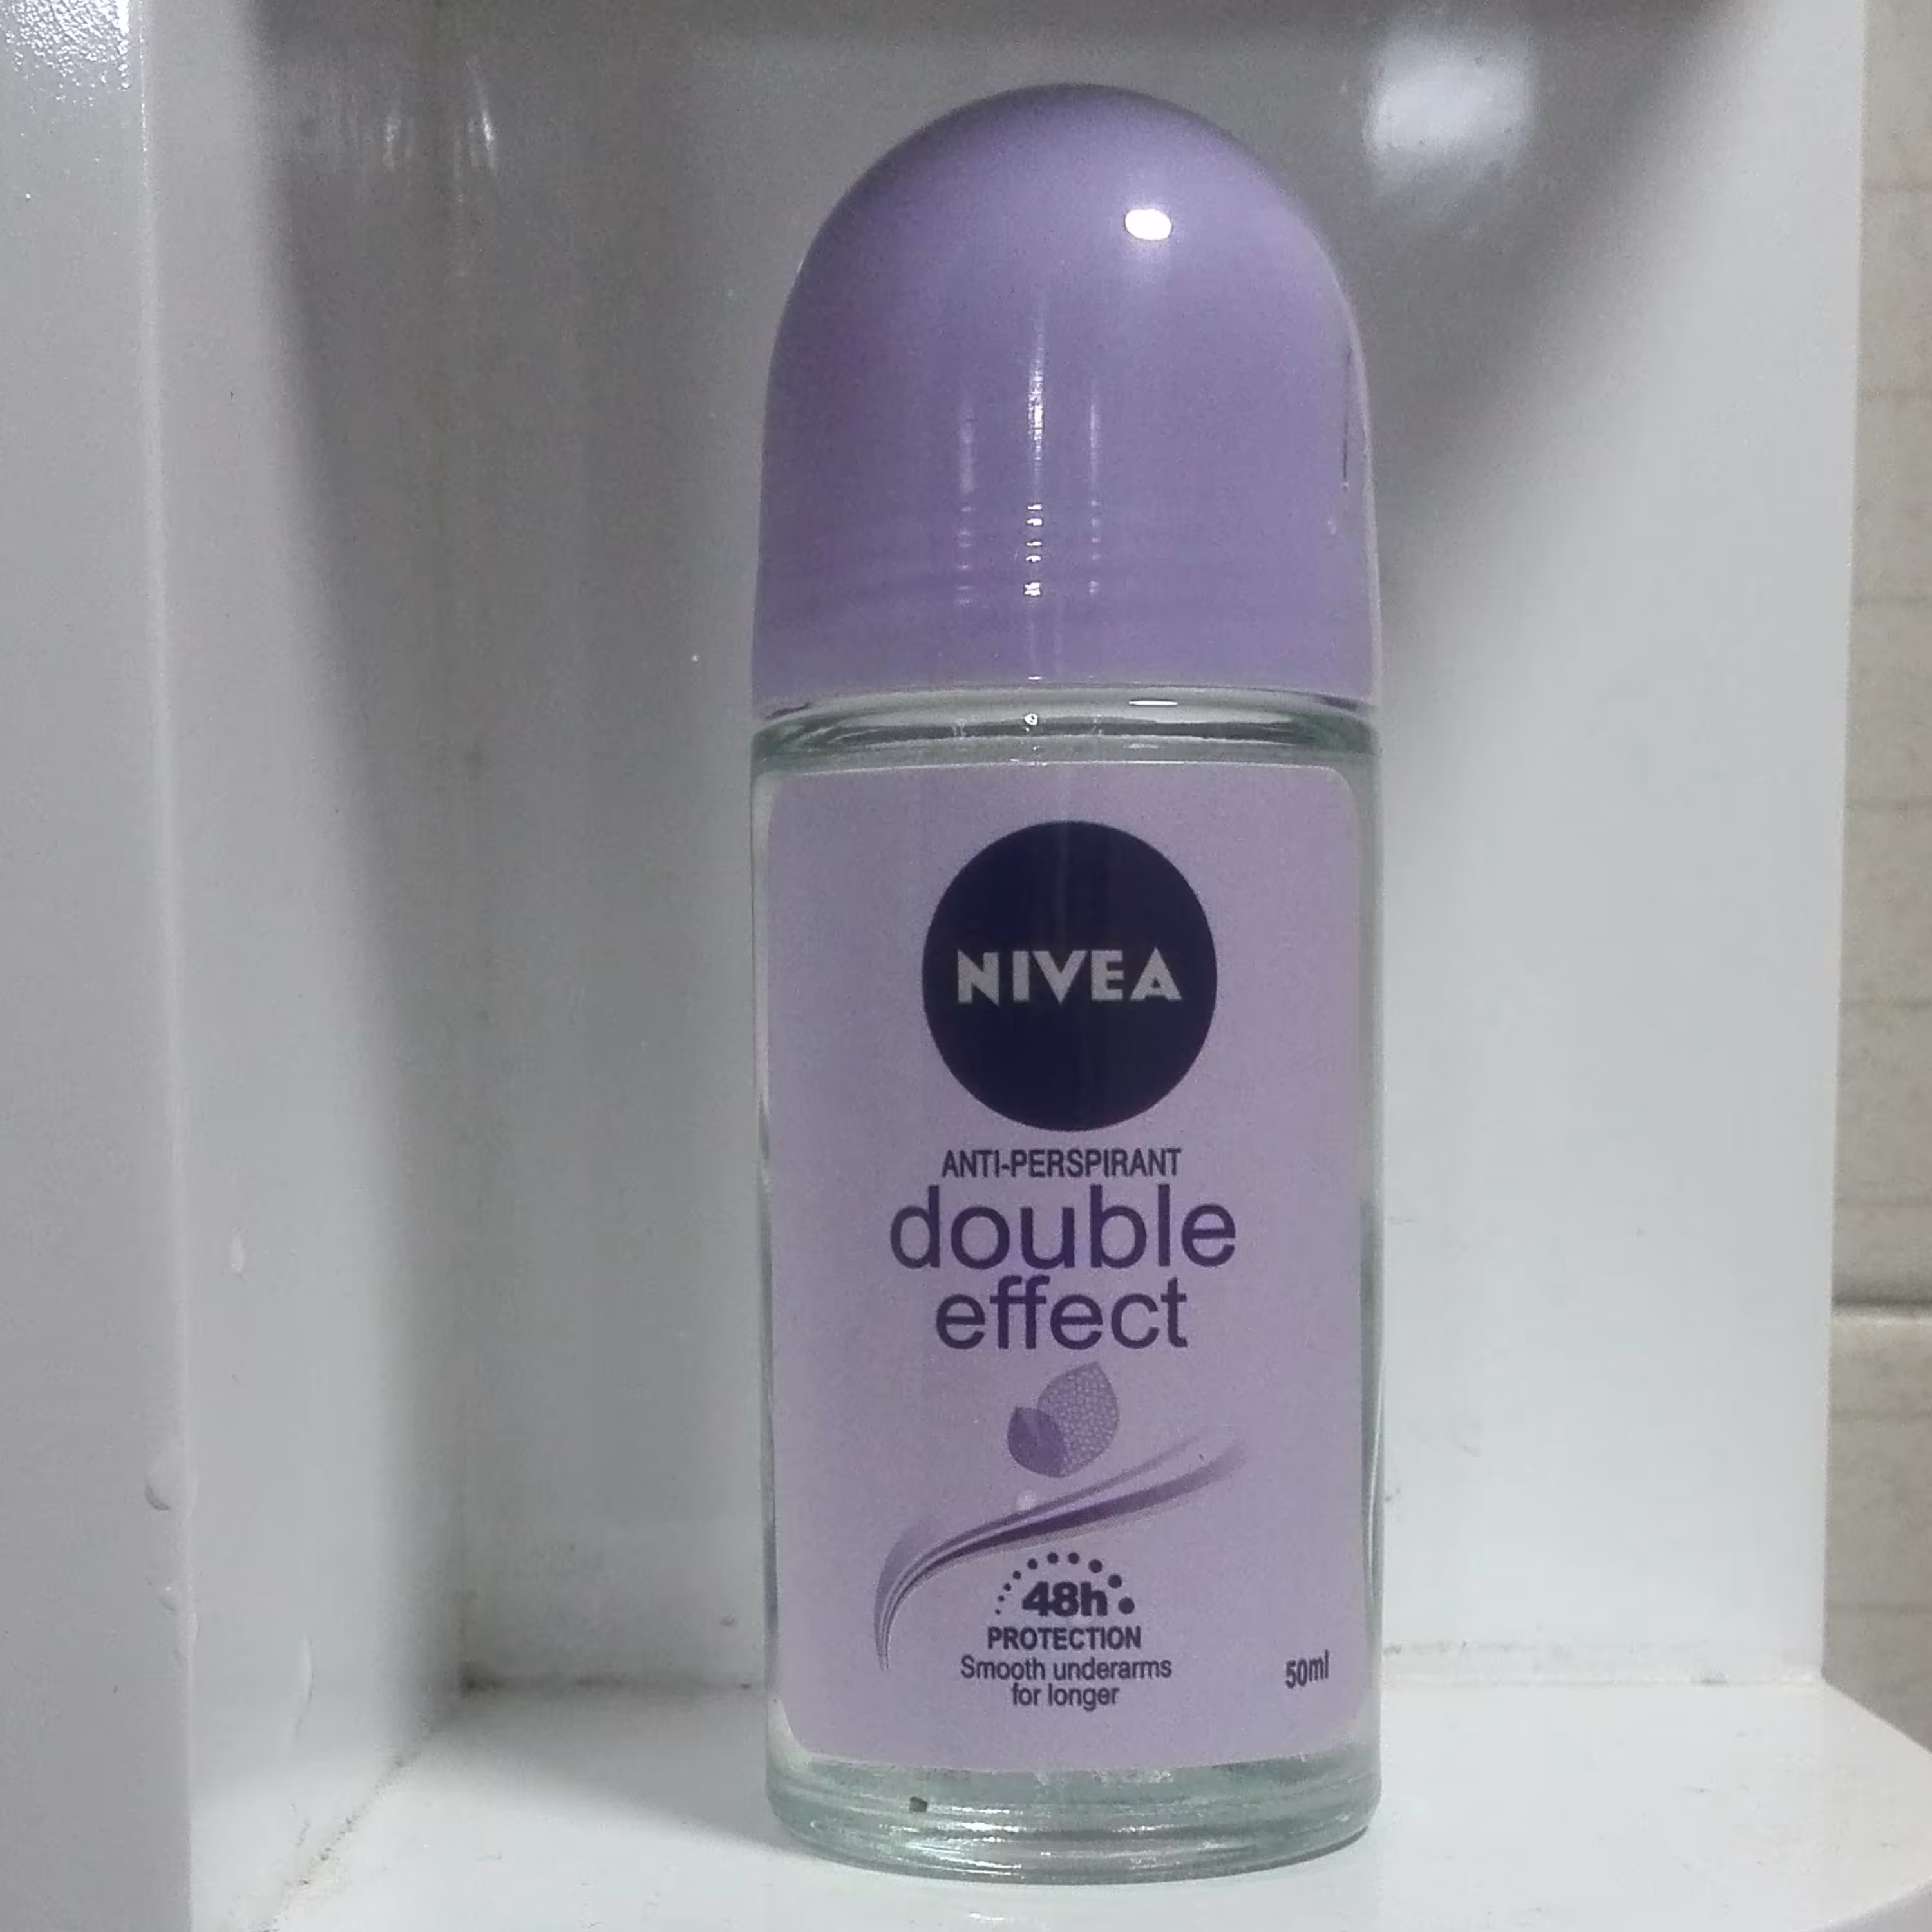 NIVEA
ANTI-PERSPIRANT
double
effect
48h
PROTECTION
Smooth underarms
for longer
50ml